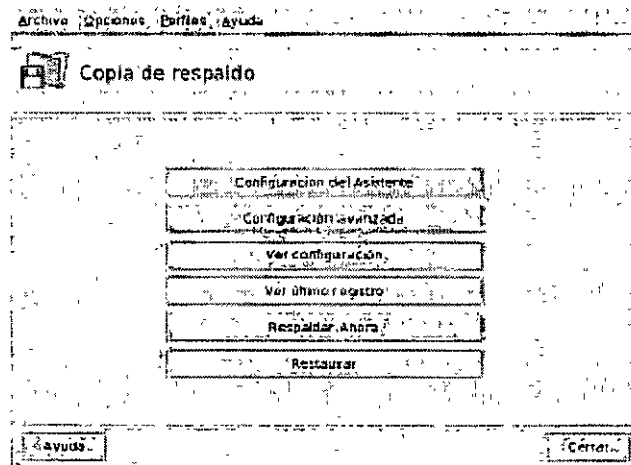 Archivo Opciones Perfiles Ayuda
Copia de respaldo
Configuración del Asistente
Configuración avanzada
Ver configuración
Ver último registro
Respaldar Ahora
Restaurar
Ayuda
Cerrar